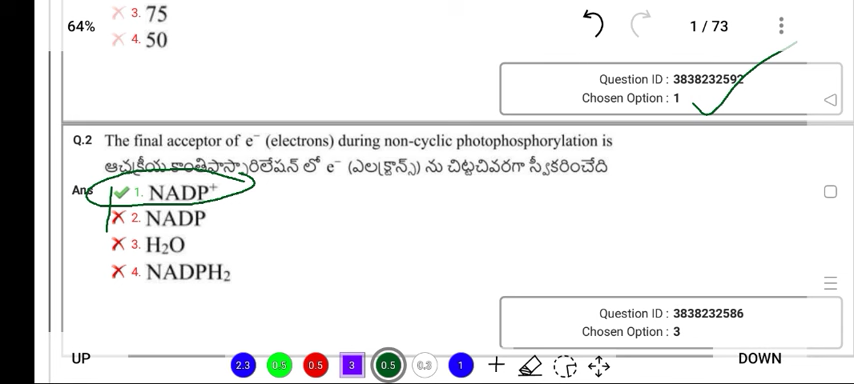 3. 75
64%
1 / 73
4. 50
Question ID : 3838232592
Chosen Option : 1
Q.2 The final acceptor of e⁻ (electrons) during non-cyclic photophosphorylation is
ఆచక్రీయ కాంతిఫాస్ఫారిలేషన్ లో e⁻ (ఎలక్ట్రాన్స్) ను చిట్టచివరగా స్వీకరించేది
Ans 1. NADP⁺
2. NADP
3. H₂O
4. NADPH₂
Question ID : 3838232586
Chosen Option : 3
UP 2.3 0.5 0.5 3 0.5 0.3 1 DOWN